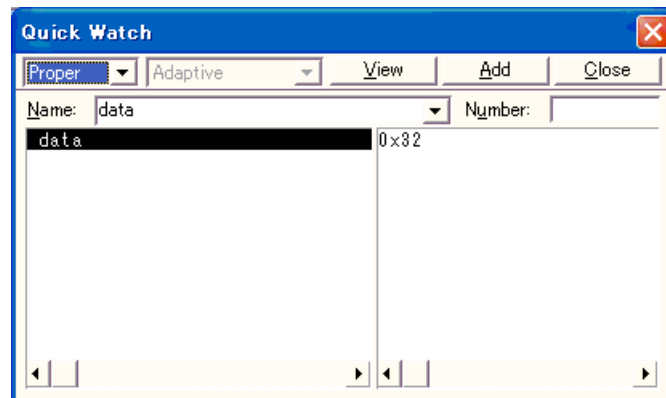 Quick Watch
Proper Adaptive View Add Close
Name: data Number:
data 0x32